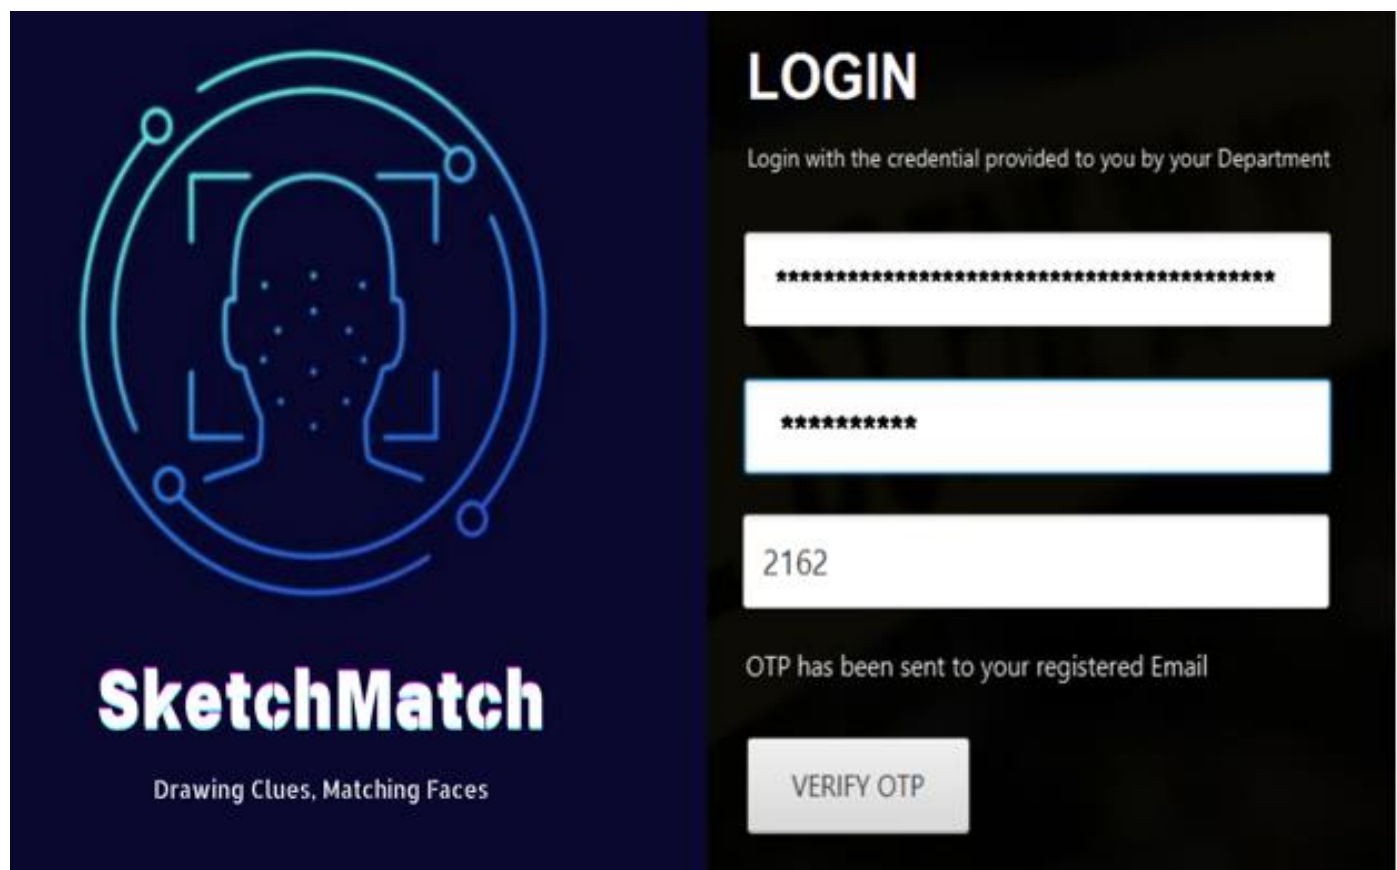 SketchMatch
Drawing Clues, Matching Faces
LOGIN
Login with the credential provided to you by your Department
******************************************
**********
2162
OTP has been sent to your registered Email
VERIFY OTP